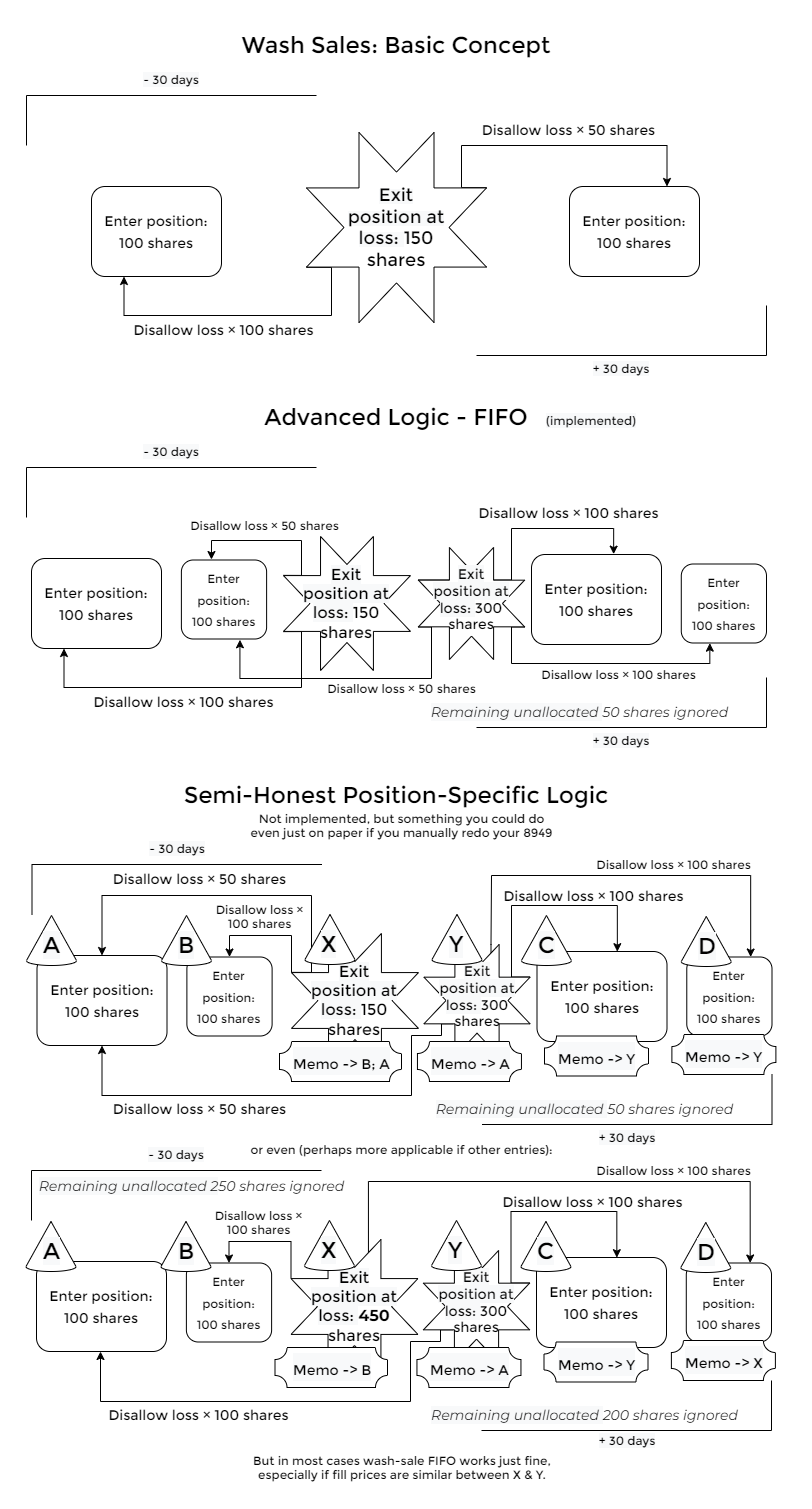 Wash Sales: Basic Concept
- 30 days
Disallow loss × 50 shares
Enter position:
100 shares
Exit
position at
loss: 150
shares
Enter position:
100 shares
Disallow loss × 100 shares
+ 30 days
Advanced Logic - FIFO (implemented)
- 30 days
Disallow loss × 50 shares
Disallow loss × 100 shares
Enter position:
100 shares
Enter
position:
100 shares
Exit
position at
loss: 150
shares
Exit
position at
loss: 300
shares
Enter position:
100 shares
Enter
position:
100 shares
Disallow loss × 100 shares
Disallow loss × 50 shares
Disallow loss × 100 shares
Remaining unallocated 50 shares ignored
+ 30 days
Semi-Honest Position-Specific Logic
Not implemented, but something you could do
even just on paper if you manually redo your 8949
- 30 days
Disallow loss × 100 shares
Disallow loss × 50 shares
Disallow loss × 100 shares
Disallow loss ×
100 shares
A
B
X
Y
C
D
Enter position:
100 shares
Enter
position:
100 shares
Exit
position at
loss: 150
shares
Exit
position at
loss: 300
shares
Enter position:
100 shares
Enter
position:
100 shares
Memo -> B; A
Memo -> A
Memo -> Y
Memo -> Y
Disallow loss × 50 shares
Remaining unallocated 50 shares ignored
+ 30 days
or even (perhaps more applicable if other entries):
- 30 days
Disallow loss × 100 shares
Remaining unallocated 250 shares ignored
Disallow loss × 100 shares
Disallow loss ×
100 shares
A
B
X
Y
C
D
Enter position:
100 shares
Enter
position:
100 shares
Exit
position at
loss: 450
shares
Exit
position at
loss: 300
shares
Enter position:
100 shares
Enter
position:
100 shares
Memo -> B
Memo -> A
Memo -> Y
Memo -> X
Disallow loss × 100 shares
Remaining unallocated 200 shares ignored
+ 30 days
But in most cases wash-sale FIFO works just fine,
especially if fill prices are similar between X & Y.